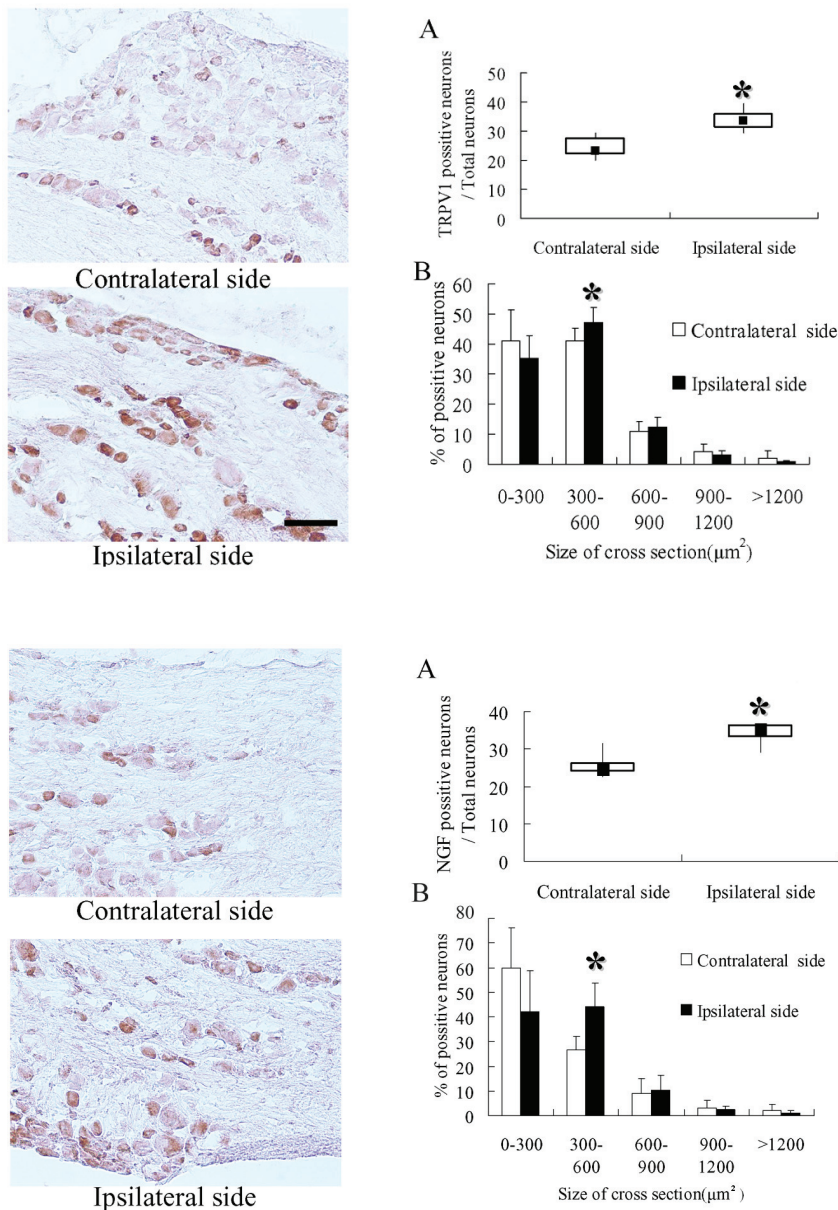 Contralateral side
Ipsilateral side
A
TRPV1 possitive neurons
/ Total neurons
50
40
30
20
10
0
Contralateral side
Ipsilateral side
*
B
% of possitive neurons
60
50
40
30
20
10
0
*
Contralateral side
Ipsilateral side
0-300
300-
600
600-
900
900-
1200
>1200
Size of cross section(μm²)
Contralateral side
Ipsilateral side
A
NGF possitive neurons
/ Total neurons
40
30
20
10
0
*
Contralateral side
Ipsilateral side
B
% of possitive neurons
80
70
60
50
40
30
20
10
0
*
Contralateral side
Ipsilateral side
0-300
300-
600
600-
900
900-
1200
>1200
Size of cross section(μm²)